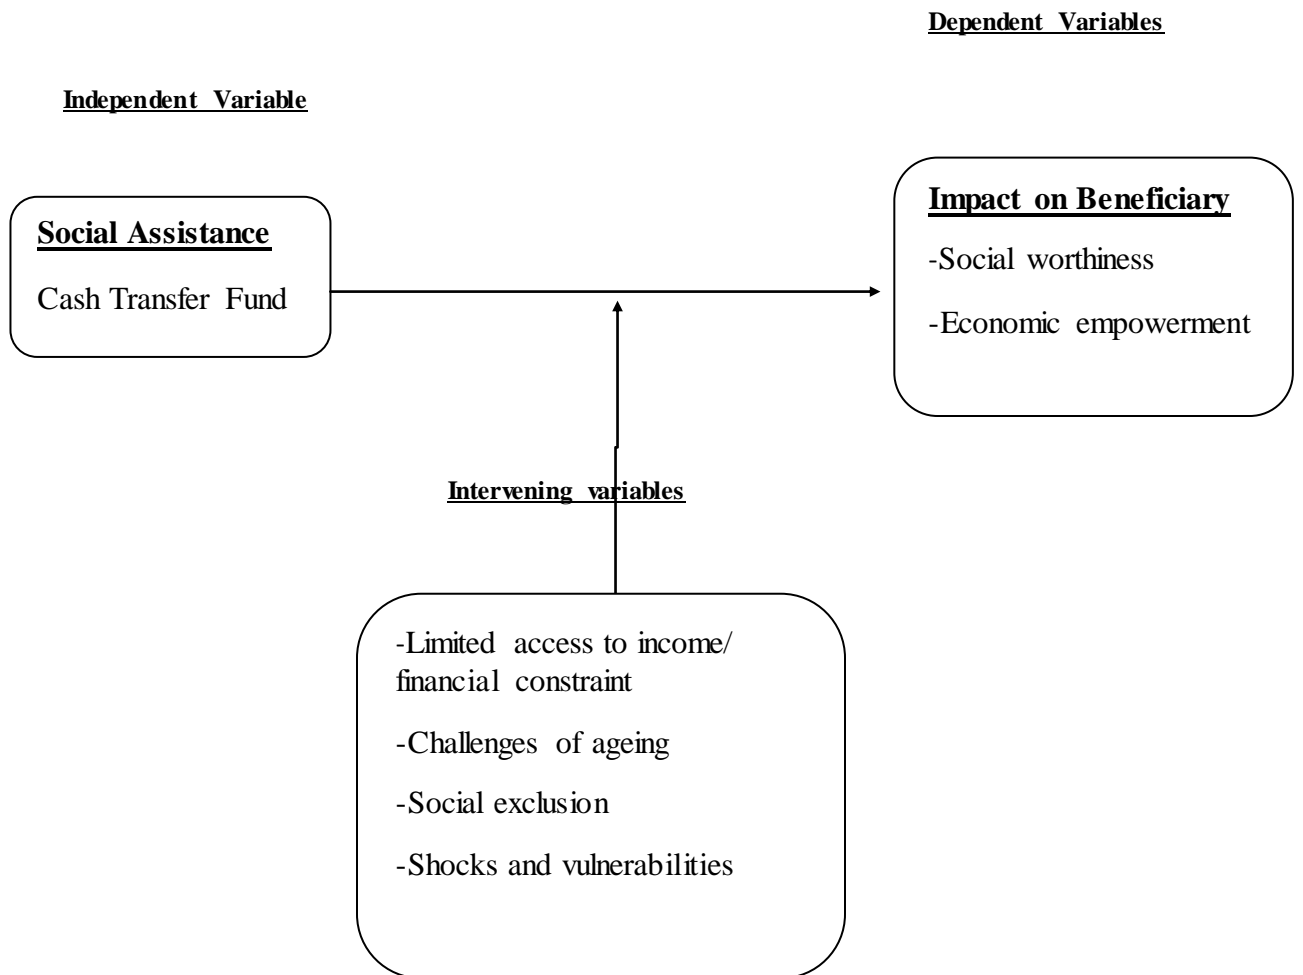 Dependent Variables
Independent Variable
Social Assistance
Cash Transfer Fund
Impact on Beneficiary
-Social worthiness
-Economic empowerment
Intervening variables
-Limited access to income/
financial constraint
-Challenges of ageing
-Social exclusion
-Shocks and vulnerabilities